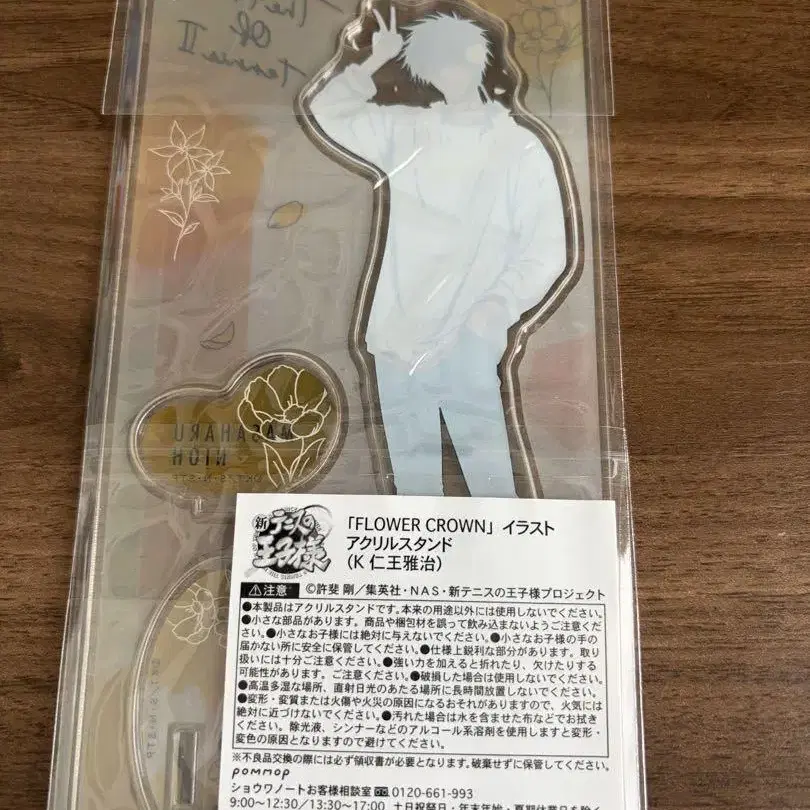 The
Of
Tennis II
MASAHARU
NIOH
新テニスの
王子様
「FLOWER CROWN」イラスト
アクリルスタンド
（K 仁王雅治）
注意 ©許斐 剛／集英社・NAS・新テニスの王子様プロジェクト
●本製品はアクリルスタンドです。本来の用途以外には使用しないでください。
●小さな部品があります。商品や梱包材を誤って飲み込まないようご注意くだ
さい。●小さなお子様には絶対に与えないでください。●小さなお子様の手の
届かない所に安全に保管してください。●仕様上鋭利な部分があります。取り
扱いには十分ご注意ください。●強い力を加えると折れたり、欠けたりする
可能性があります。ご注意ください。●破損した場合は使用しないでください。
●高温多湿な場所、直射日光のあたる場所に長時間放置しないでください。
●変形・変質または火傷や火災の原因になるおそれがありますので、火気には
絶対に近づけないでください。●汚れた場合は水を含ませた布などでお拭き
ください。除光液、シンナーなどのアルコール系溶剤を使用しますと変形・
変色の原因となりますので避けてください。
※不良品交換の際には必ず領収書が必要となります。破棄せずに保管してください。
pommop
ショウワノートお客様相談室 0120-661-993
9:00～12:30/13:30～17:00 土日祝祭日・年末年始・夏期休業日を除く